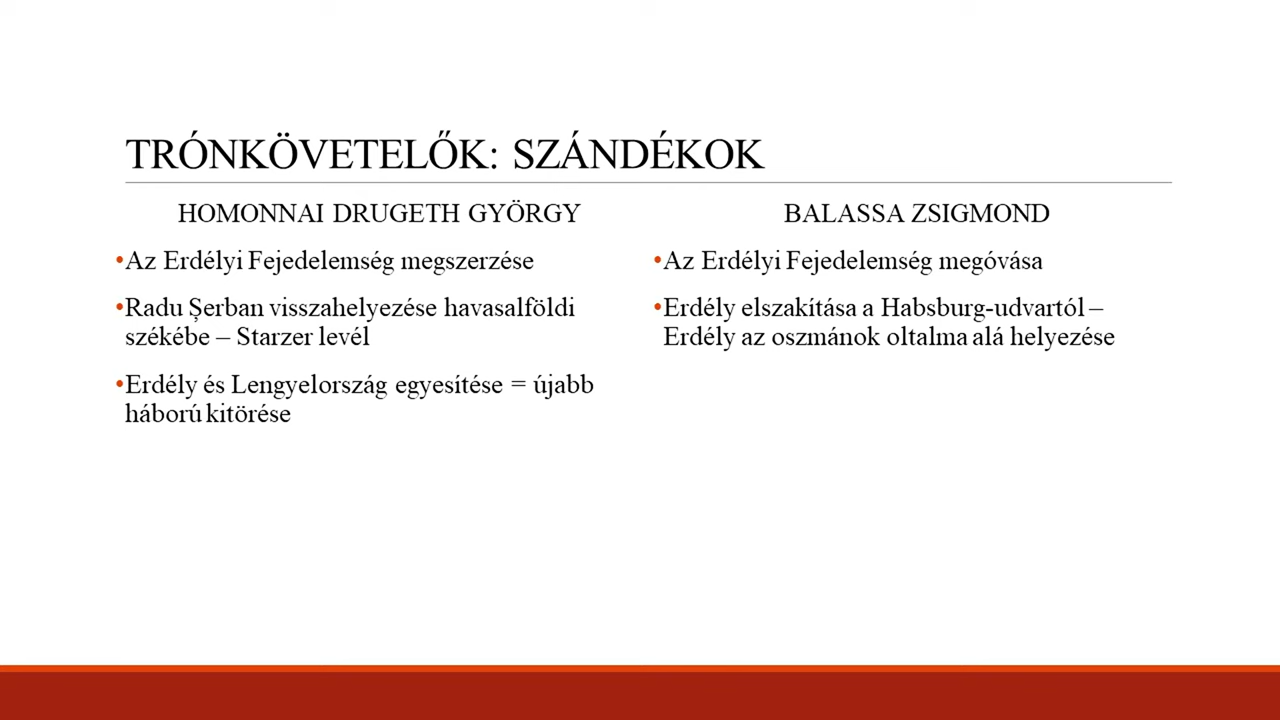 TRÓNKÖVETELŐK: SZÁNDÉKOK
HOMONNAI DRUGETH GYÖRGY
•Az Erdélyi Fejedelemség megszerzése
•Radu Șerban visszahelyezése havasalföldi
székébe – Starzer levél
•Erdély és Lengyelország egyesítése = újabb
háború kitörése
BALASSA ZSIGMOND
•Az Erdélyi Fejedelemség megóvása
•Erdély elszakítása a Habsburg-udvartól –
Erdély az oszmánok oltalma alá helyezése